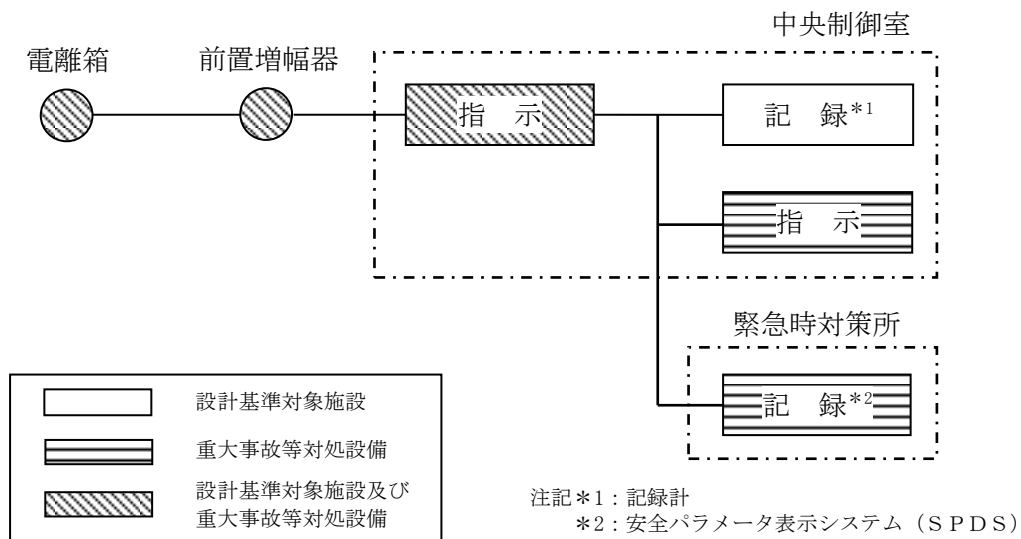 中央制御室
電離箱
前置増幅器
指　示
記　録*1
指　示
緊急時対策所
記　録*2
設計基準対象施設
重大事故等対処設備
設計基準対象施設及び
重大事故等対処設備
注記*1：記録計
*2：安全パラメータ表示システム（ＳＰＤＳ）